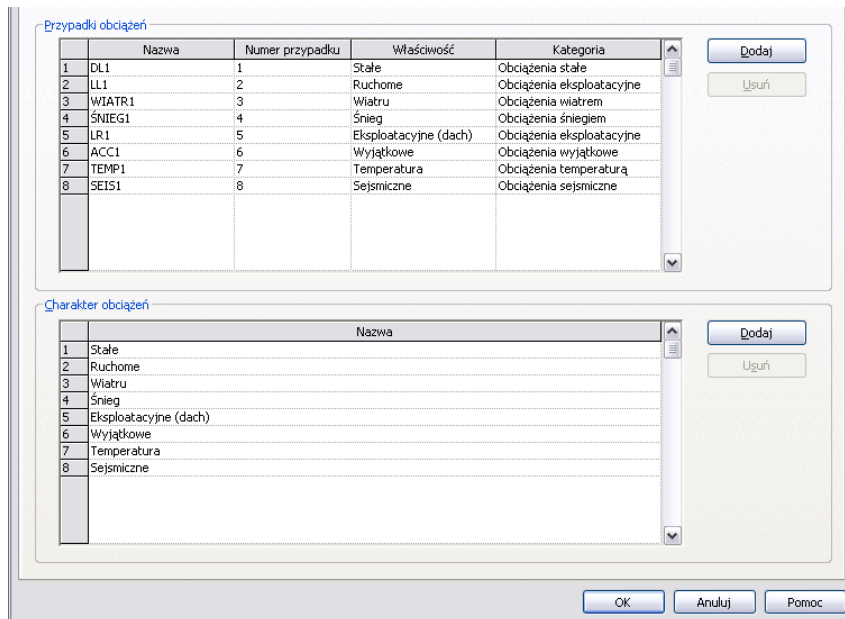 Przypadki obciążeń
Nazwa Numer przypadku Właściwość Kategoria
1 DL1 1 Stałe Obciążenia stałe
2 LL1 2 Ruchome Obciążenia eksploatacyjne
3 WIATR1 3 Wiatru Obciążenia wiatrem
4 ŚNIEG1 4 Śnieg Obciążenia śniegiem
5 LR1 5 Eksploatacyjne (dach) Obciążenia eksploatacyjne
6 ACC1 6 Wyjątkowe Obciążenia wyjątkowe
7 TEMP1 7 Temperatura Obciążenia temperaturą
8 SEIS1 8 Sejsmiczne Obciążenia sejsmiczne
Dodaj
Usuń
Charakter obciążeń
Nazwa
1 Stałe
2 Ruchome
3 Wiatru
4 Śnieg
5 Eksploatacyjne (dach)
6 Wyjątkowe
7 Temperatura
8 Sejsmiczne
Dodaj
Usuń
OK Anuluj Pomoc